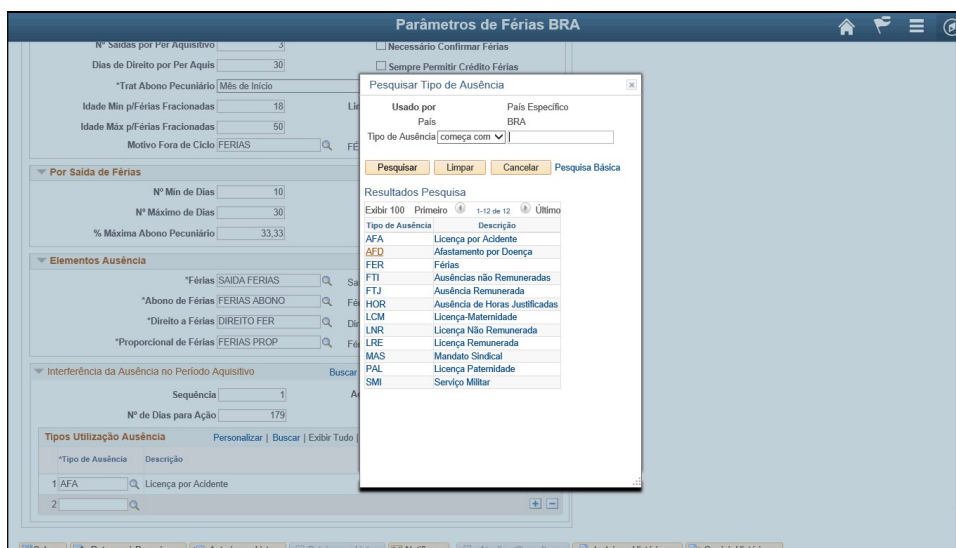 Parâmetros de Férias BRA
Nº Saídas por Per Aquisitivo 3
Necessário Confirmar Férias
Dias de Direito por Per Aquis 30
Sempre Permitir Crédito Férias
*Trat Abono Pecuniário Mês de Início
Idade Min p/Férias Fracionadas 18
Idade Máx p/Férias Fracionadas 50
Motivo Fora de Ciclo FERIAS
Por Saída de Férias
Nº Min de Dias 10
Nº Máximo de Dias 30
% Máxima Abono Pecuniário 33,33
Elementos Ausência
*Férias SAIDA FERIAS
*Abono de Férias FERIAS ABONO
*Direito a Férias DIREITO FER
*Proporcional de Férias FERIAS PROP
Interferência da Ausência no Período Aquisitivo Buscar
Sequência 1
Nº de Dias para Ação 179
Tipos Utilização Ausência Personalizar | Buscar | Exibir Tudo |
*Tipo de Ausência Descrição
1 AFA Licença por Acidente
2
Pesquisar Tipo de Ausência
Usado por País Específico
País BRA
Tipo de Ausência começa com
Pesquisar Limpar Cancelar Pesquisa Básica
Resultados Pesquisa
Exibir 100 Primeiro 1-12 de 12 Último
Tipo de Ausência Descrição
AFA Licença por Acidente
AFD Afastamento por Doença
FER Férias
FTI Ausências não Remuneradas
FTJ Ausência Remunerada
HOR Ausência de Horas Justificadas
LCM Licença-Maternidade
LNR Licença Não Remunerada
LRE Licença Remunerada
MAS Mandato Sindical
PAL Licença Paternidade
SMI Serviço Militar